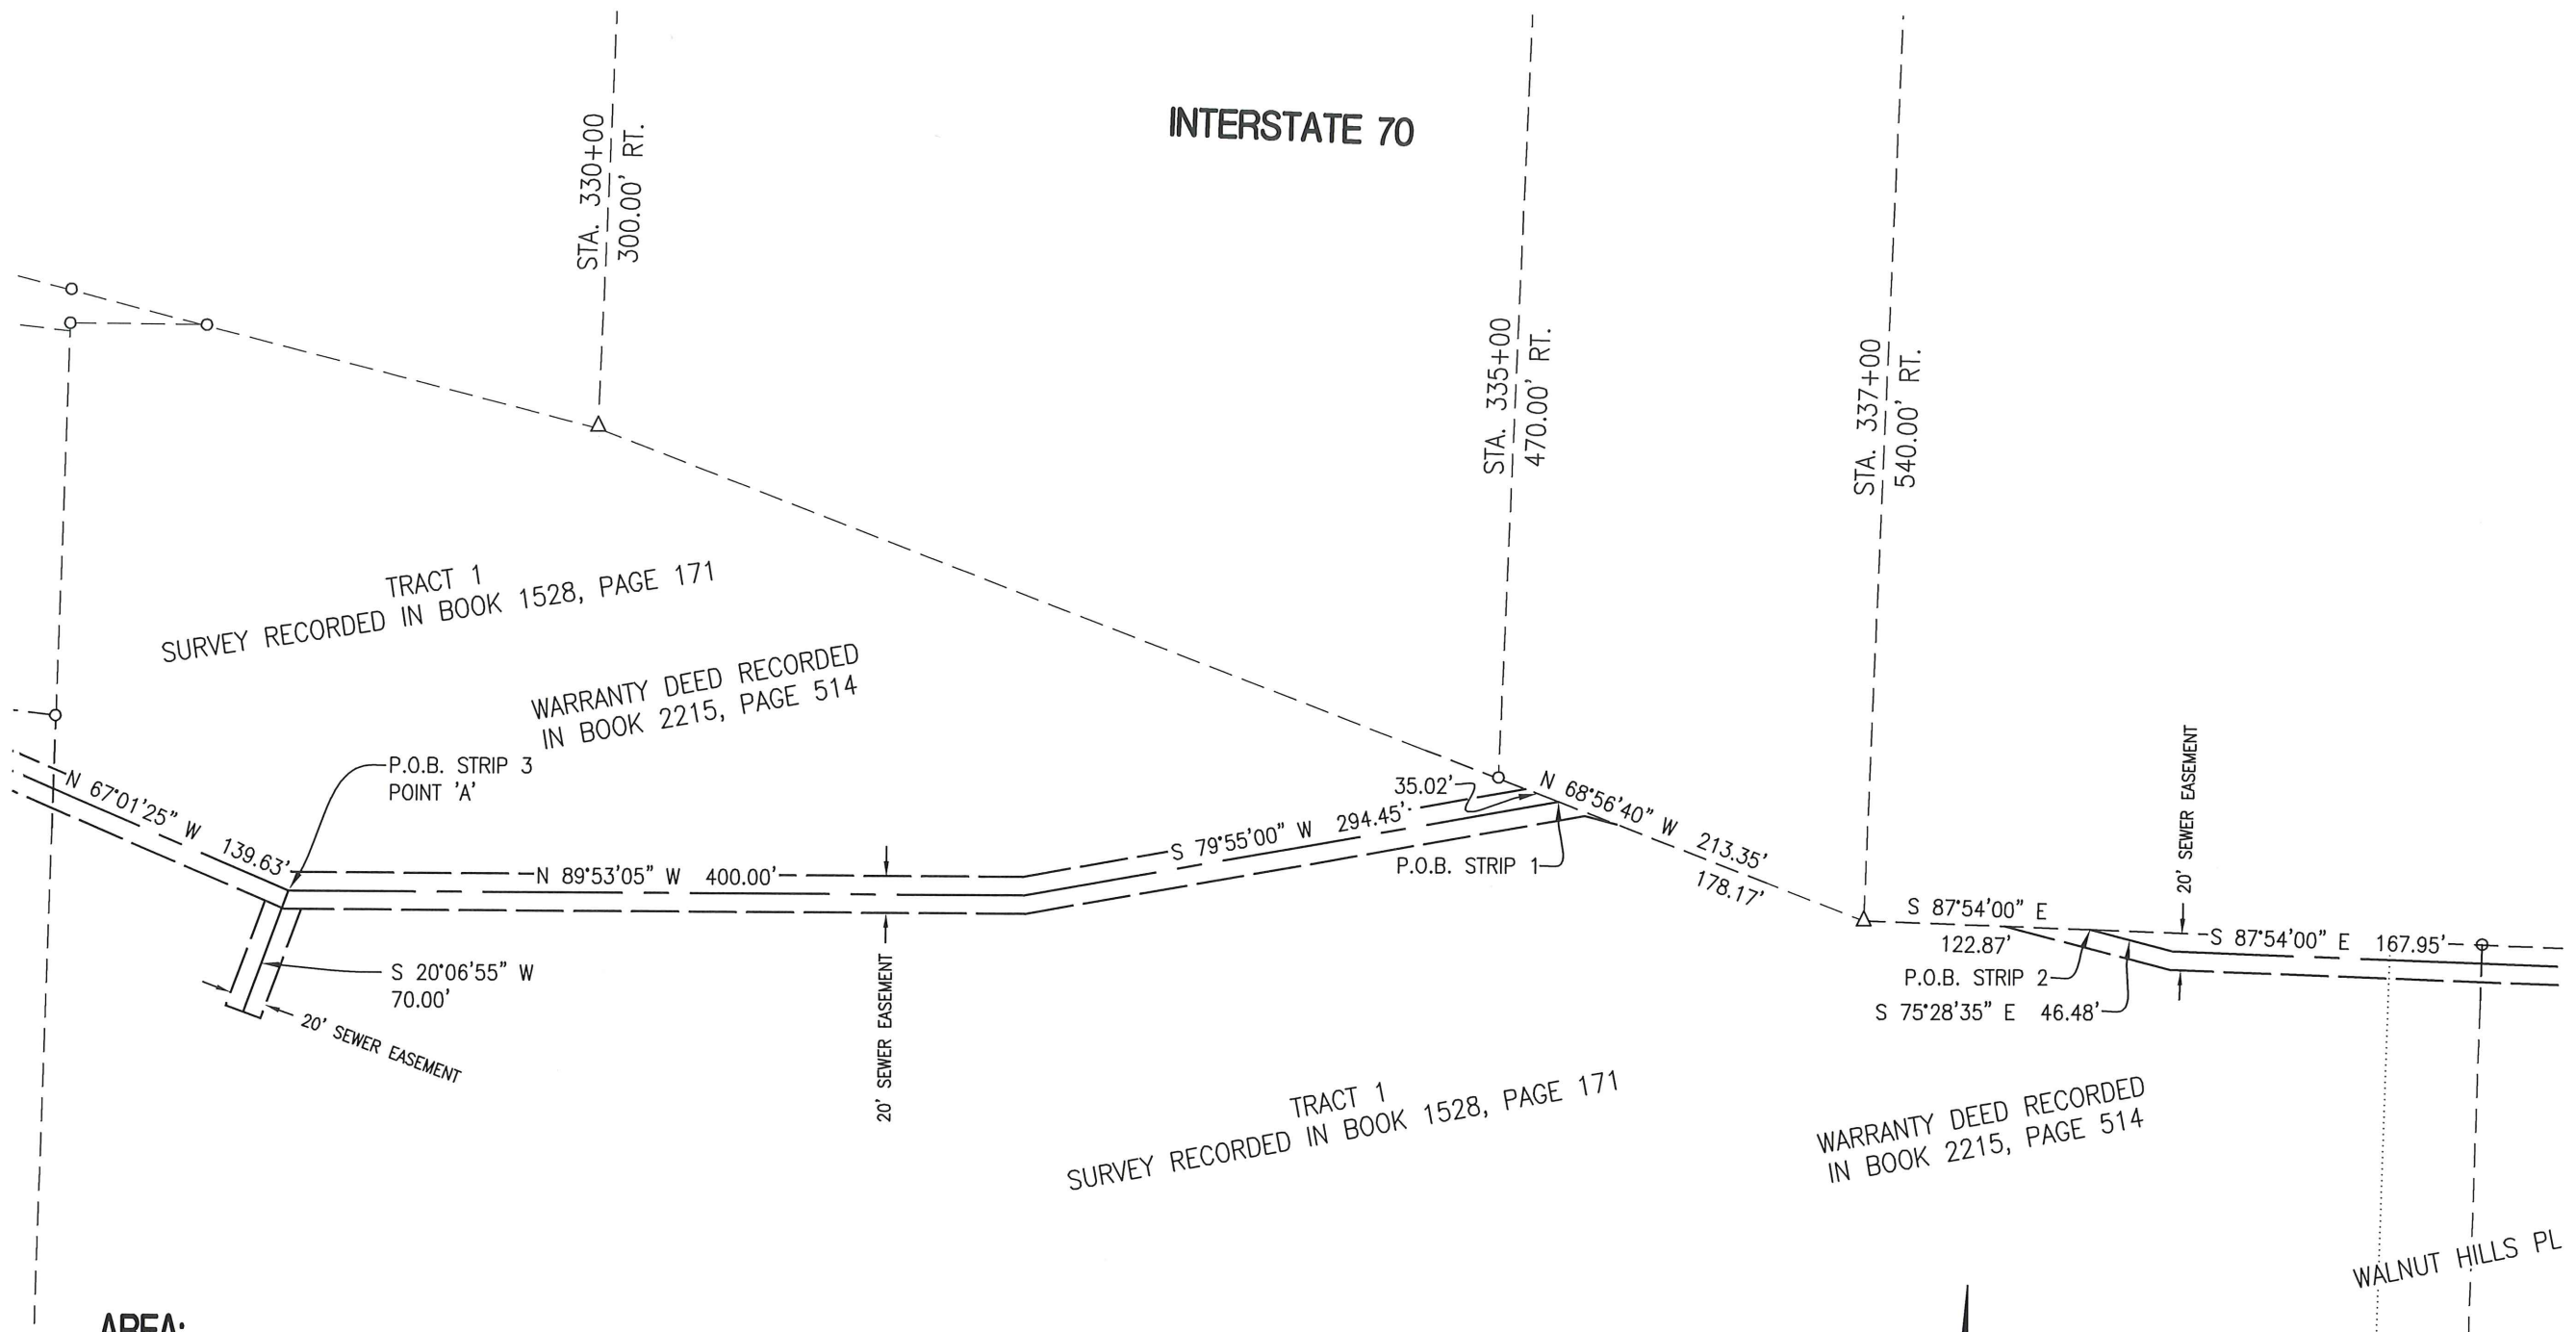 INTERSTATE 70
STA. 330+00
300.00' RT.
STA. 335+00
470.00' RT.
STA. 337+00
540.00' RT.
TRACT 1
SURVEY RECORDED IN BOOK 1528, PAGE 171
WARRANTY DEED RECORDED
IN BOOK 2215, PAGE 514
P.O.B. STRIP 3
POINT 'A'
N 67°01'25" W 139.63'
N 89°53'05" W 400.00'
S 79°55'00" W 294.45'
35.02'
N 68°56'40" W 213.35'
178.17'
P.O.B. STRIP 1
S 87°54'00" E
122.87'
P.O.B. STRIP 2
S 75°28'35" E 46.48'
S 87°54'00" E 167.95'
20' SEWER EASEMENT
S 20°06'55" W
70.00'
20' SEWER EASEMENT
20' SEWER EASEMENT
TRACT 1
SURVEY RECORDED IN BOOK 1528, PAGE 171
WARRANTY DEED RECORDED
IN BOOK 2215, PAGE 514
WALNUT HILLS PL
AREA: